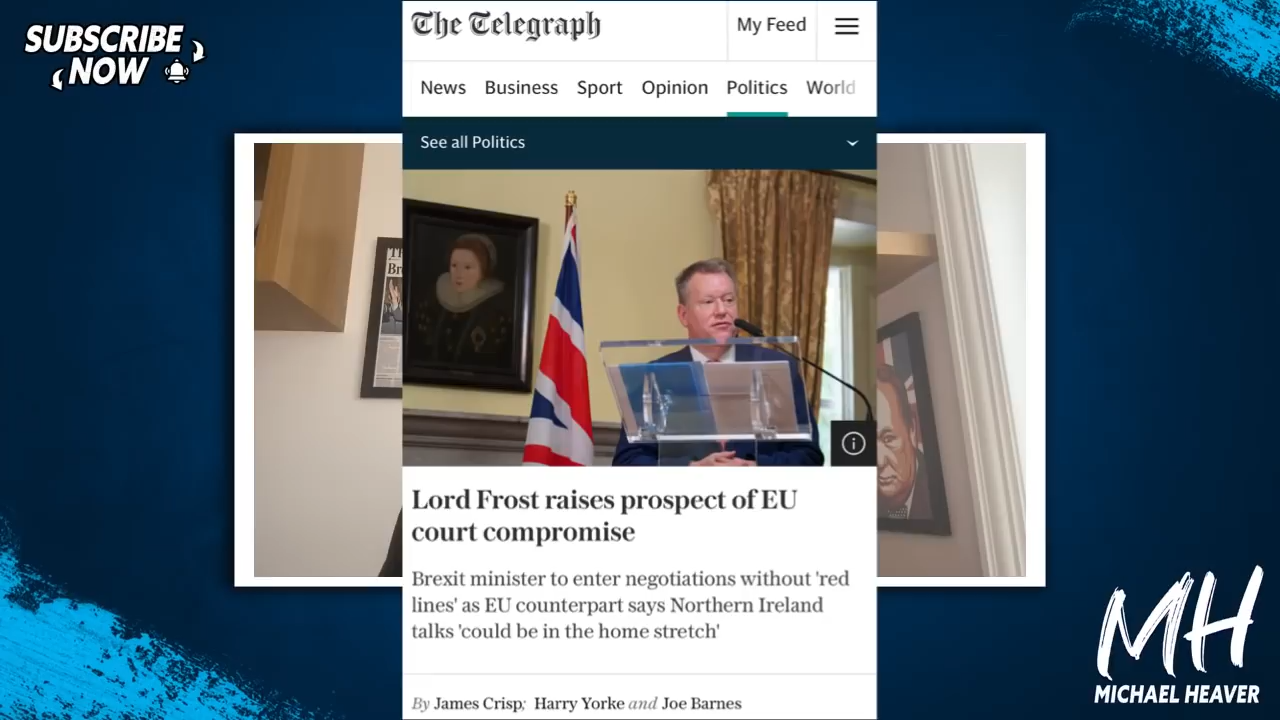 SUBSCRIBE
NOW
The Telegraph
My Feed
News Business Sport Opinion Politics World
See all Politics
Lord Frost raises prospect of EU
court compromise
Brexit minister to enter negotiations without 'red
lines' as EU counterpart says Northern Ireland
talks 'could be in the home stretch'
By James Crisp; Harry Yorke and Joe Barnes
MH
MICHAEL HEAVER